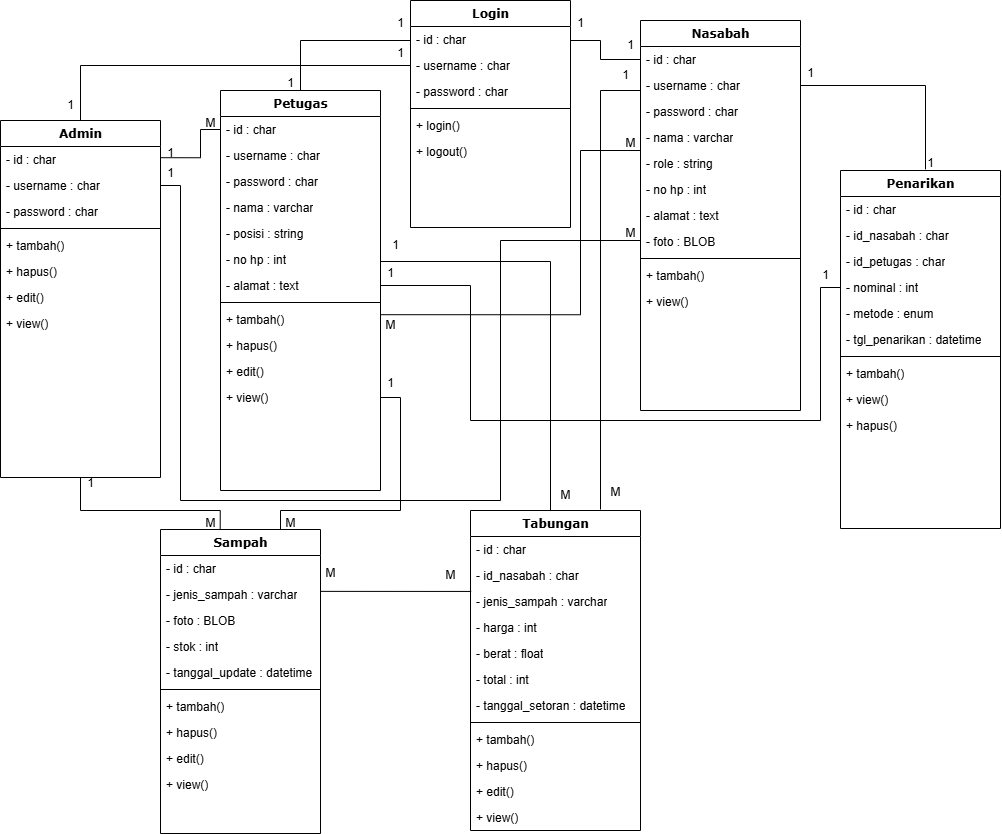 Login
- id : char
- username : char
- password : char
+ login()
+ logout()
Nasabah
- id : char
- username : char
- password : char
- nama : varchar
- role : string
- no hp : int
- alamat : text
- foto : BLOB
+ tambah()
+ view()
Petugas
- id : char
- username : char
- password : char
- nama : varchar
- posisi : string
- no hp : int
- alamat : text
+ tambah()
+ hapus()
+ edit()
+ view()
Admin
- id : char
- username : char
- password : char
+ tambah()
+ hapus()
+ edit()
+ view()
Penarikan
- id : char
- id_nasabah : char
- id_petugas : char
- nominal : int
- metode : enum
- tgl_penarikan : datetime
+ tambah()
+ view()
+ hapus()
Sampah
- id : char
- jenis_sampah : varchar
- foto : BLOB
- stok : int
- tanggal_update : datetime
+ tambah()
+ hapus()
+ edit()
+ view()
Tabungan
- id : char
- id_nasabah : char
- jenis_sampah : varchar
- harga : int
- berat : float
- total : int
- tanggal_setoran : datetime
+ tambah()
+ hapus()
+ edit()
+ view()
1
1
1
1
1
1
1
1
1
M
1
1
M
M
1
1
M
1
1
1
M
M
M
M
M
M